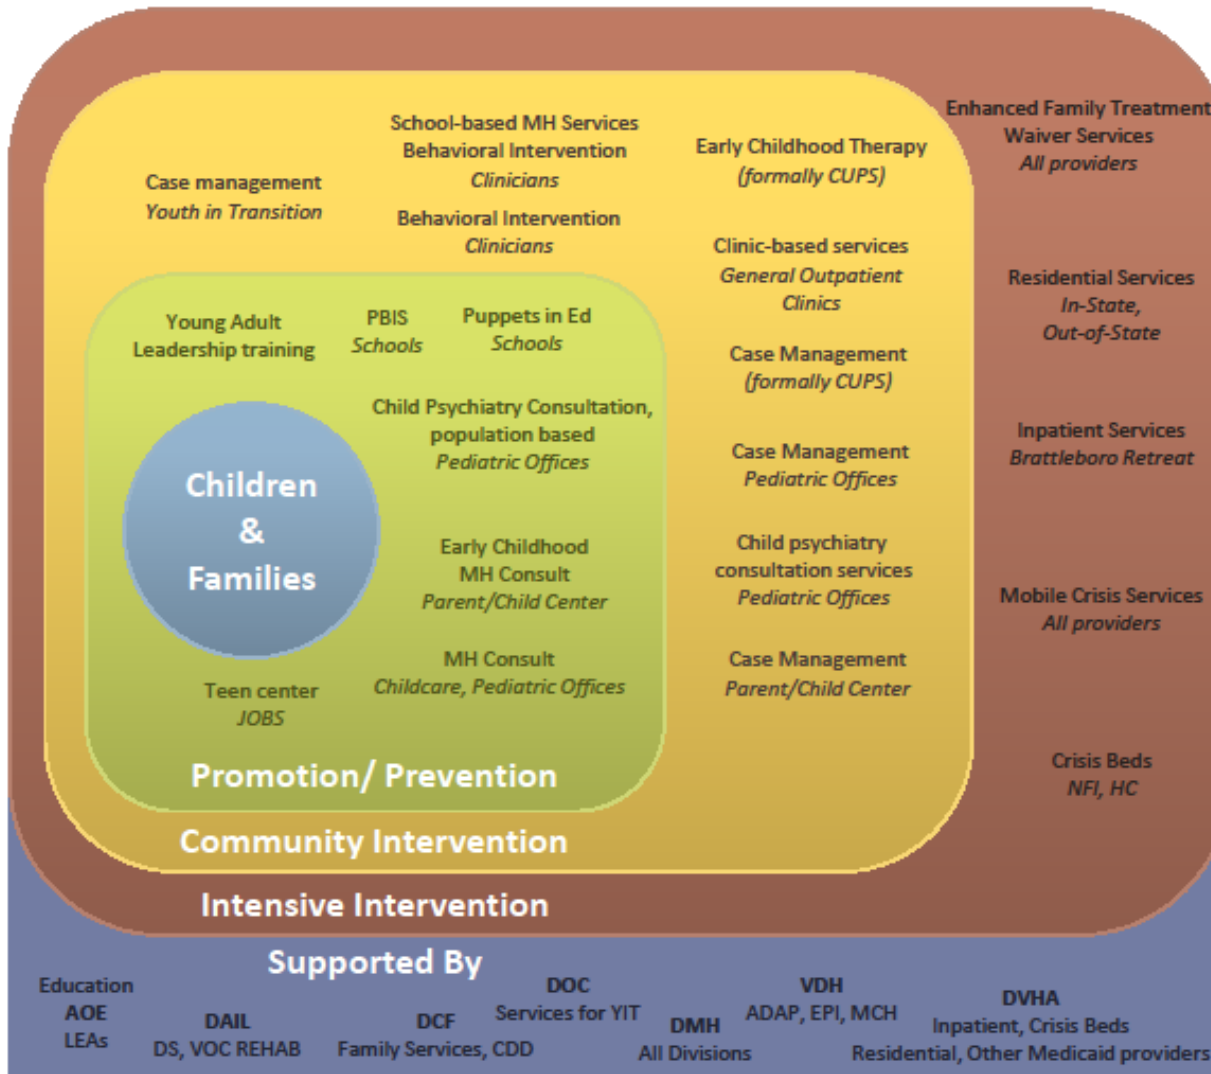 Enhanced Family Treatment
Waiver Services
All providers
Residential Services
In-State,
Out-of-State
Inpatient Services
Brattleboro Retreat
Mobile Crisis Services
All providers
Crisis Beds
NFI, HC
Case management
Youth in Transition
School-based MH Services
Behavioral Intervention
Clinicians
Behavioral Intervention
Clinicians
Early Childhood Therapy
(formally CUPS)
Clinic-based services
General Outpatient
Clinics
Case Management
(formally CUPS)
Case Management
Pediatric Offices
Child psychiatry
consultation services
Pediatric Offices
Case Management
Parent/Child Center
Young Adult
Leadership training
PBIS
Schools
Puppets in Ed
Schools
Child Psychiatry Consultation,
population based
Pediatric Offices
Early Childhood
MH Consult
Parent/Child Center
MH Consult
Childcare, Pediatric Offices
Teen center
JOBS
Children
&
Families
Promotion/ Prevention
Community Intervention
Intensive Intervention
Supported By
Education
AOE
LEAs
DAIL
DS, VOC REHAB
DCF
Family Services, CDD
DOC
Services for YIT
DMH
All Divisions
VDH
ADAP, EPI, MCH
DVHA
Inpatient, Crisis Beds
Residential, Other Medicaid providers